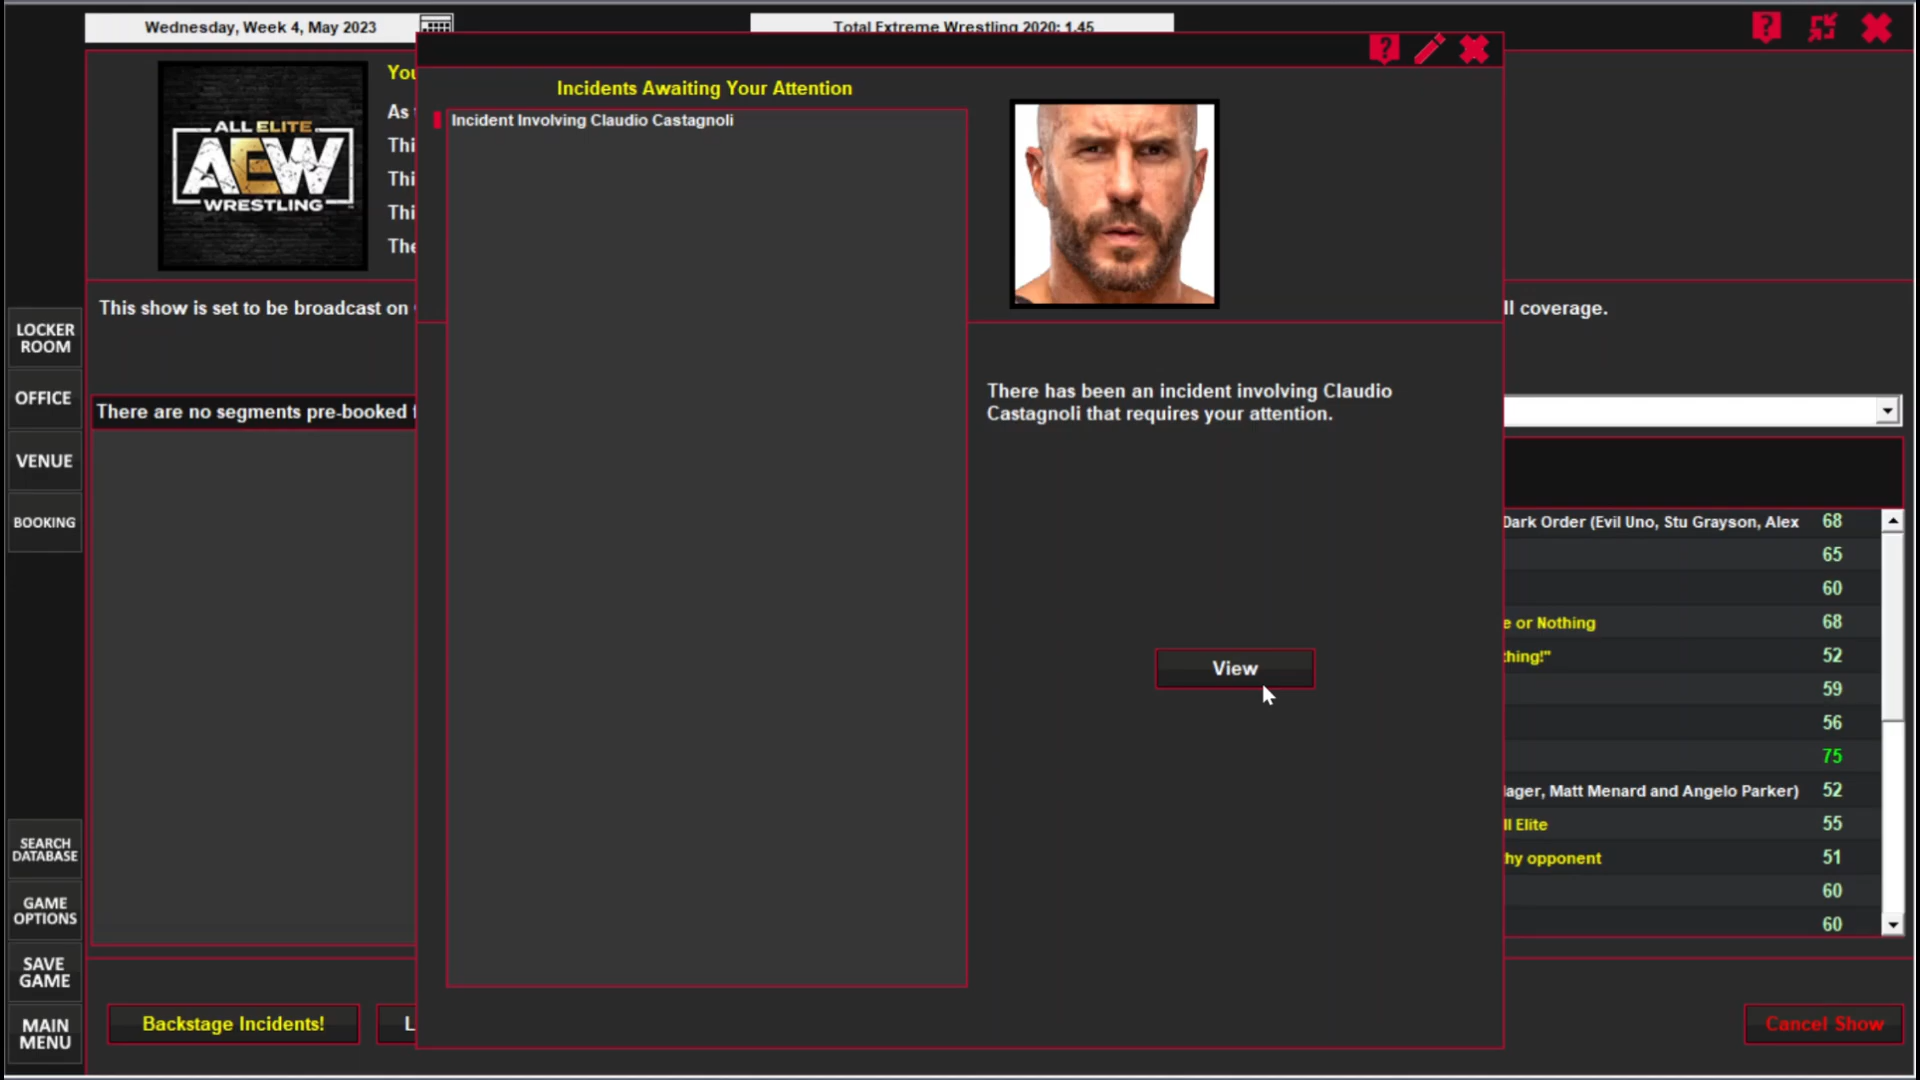 Wednesday, Week 4, May 2023
Total Extreme Wrestling 2020: 1.45
You
As
Thi
Thi
Thi
The
ALL ELITE
AEW
WRESTLING
Incidents Awaiting Your Attention
Incident Involving Claudio Castagnoli
This show is set to be broadcast on
ll coverage.
There has been an incident involving Claudio
Castagnoli that requires your attention.
View
LOCKER
ROOM
OFFICE
VENUE
BOOKING
There are no segments pre-booked f
Dark Order (Evil Uno, Stu Grayson, Alex 68
65
60
e or Nothing 68
thing!" 52
59
56
75
lager, Matt Menard and Angelo Parker) 52
ll Elite 55
hy opponent 51
60
60
SEARCH
DATABASE
GAME
OPTIONS
SAVE
GAME
MAIN
MENU
Backstage Incidents!
L
Cancel Show